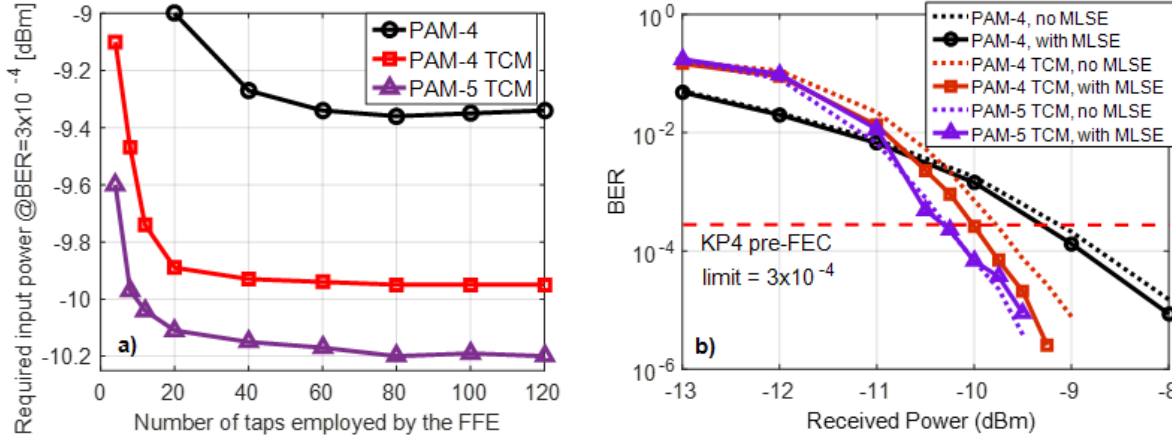 Required input power @BER=3x10 -4 [dBm]
-9
-9.2
-9.4
-9.6
-9.8
-10
-10.2
PAM-4
PAM-4 TCM
PAM-5 TCM
a)
0 20 40 60 80 100 120
Number of taps employed by the FFE
BER
10^0
10^-2
10^-4
10^-6
PAM-4, no MLSE
PAM-4, with MLSE
PAM-4 TCM, no MLSE
PAM-4 TCM, with MLSE
PAM-5 TCM, no MLSE
PAM-5 TCM, with MLSE
KP4 pre-FEC
limit = 3x10 -4
b)
-13 -12 -11 -10 -9 -8
Received Power (dBm)